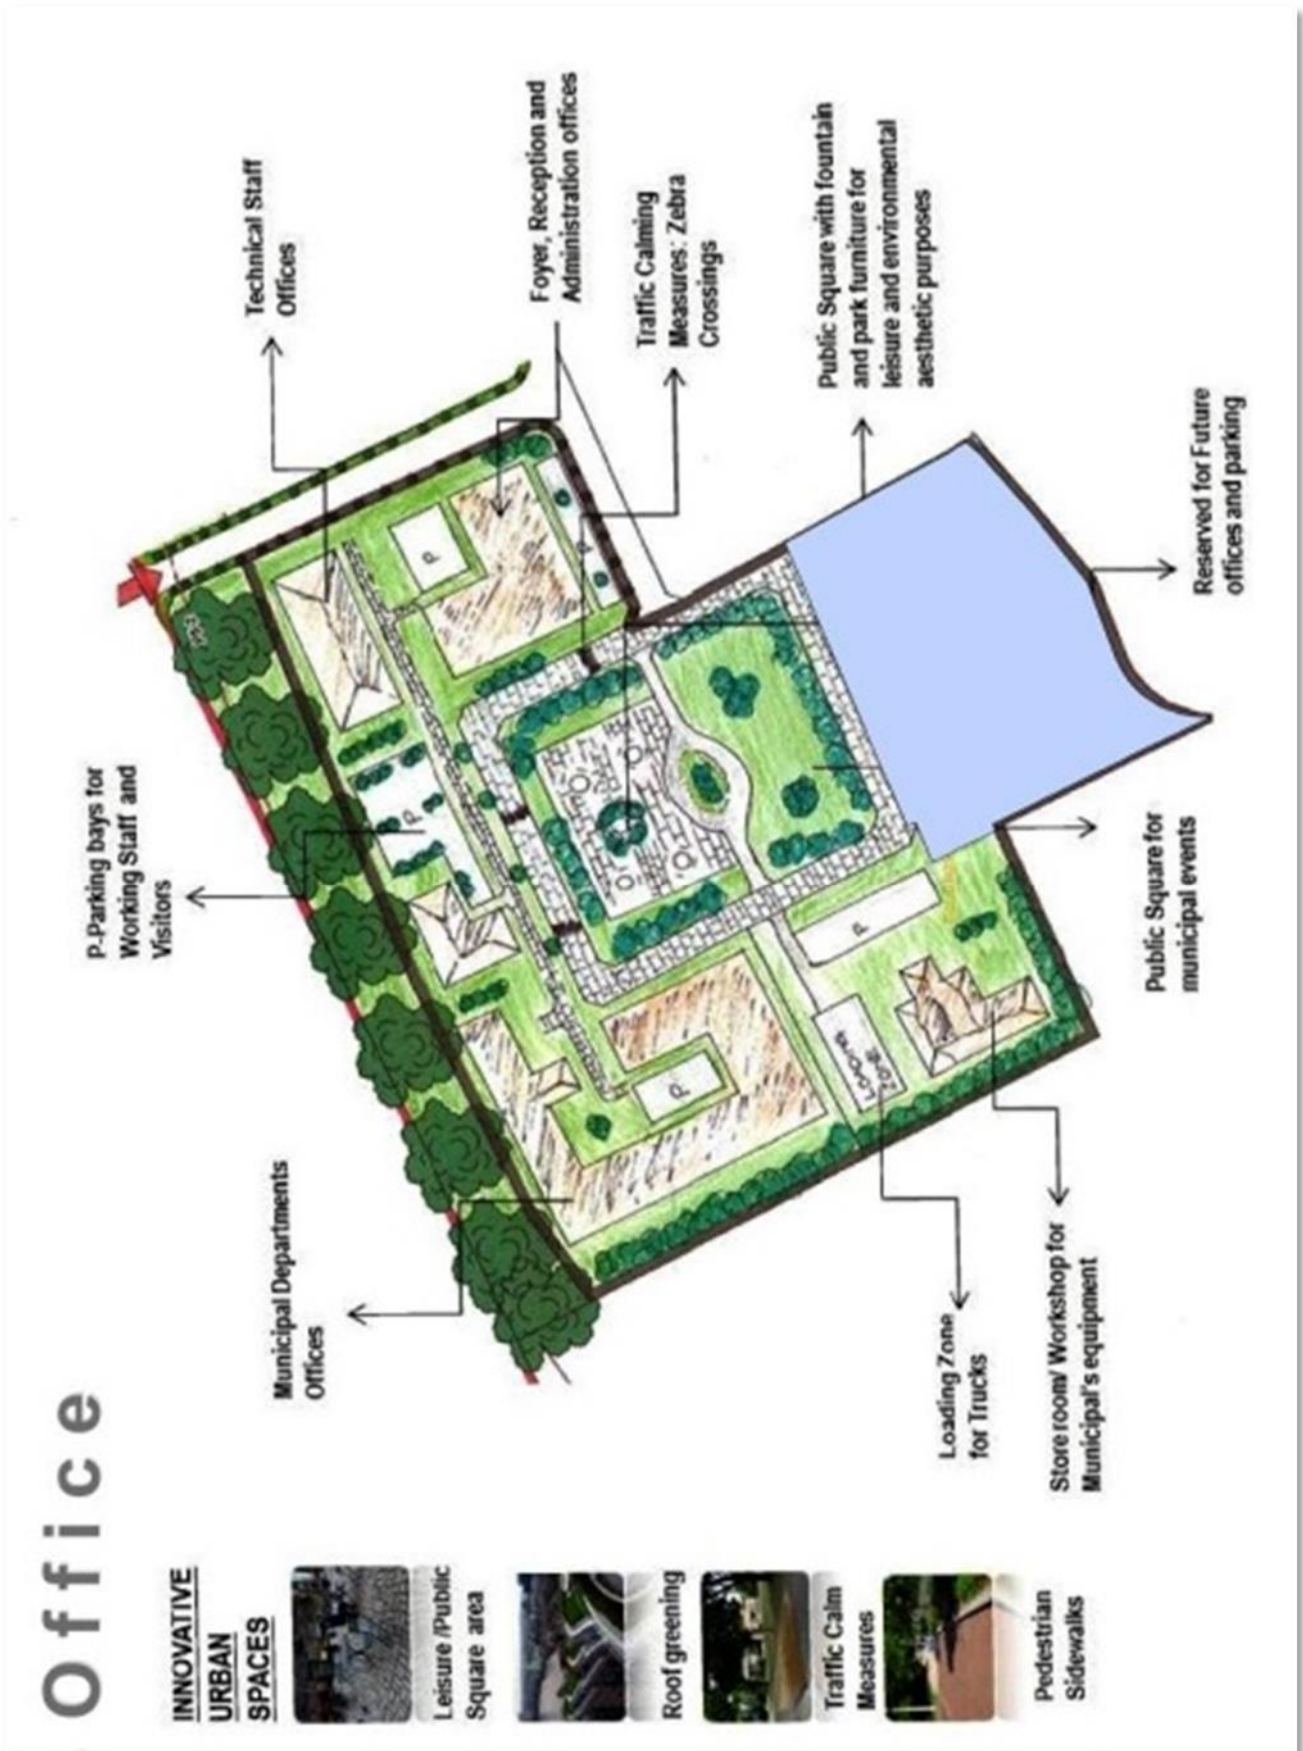 Office
INNOVATIVE
URBAN
SPACES
Leisure /Public
Square area
Roof greening
Traffic Calm
Measures
Pedestrian
Sidewalks
P-Parking bays for
Working Staff and
Visitors
Municipal Departments
Offices
Technical Staff
Offices
Foyer, Reception and
Administration offices
Traffic Calming
Measures: Zebra
Crossings
Public Square with fountain
and park furniture for
leisure and environmental
aesthetic purposes
Reserved for Future
offices and parking
Public Square for
municipal events
Loading Zone
for Trucks
Store room/ Workshop for
Municipal's equipment
P
P
P
P
P
LOADING
ZONE